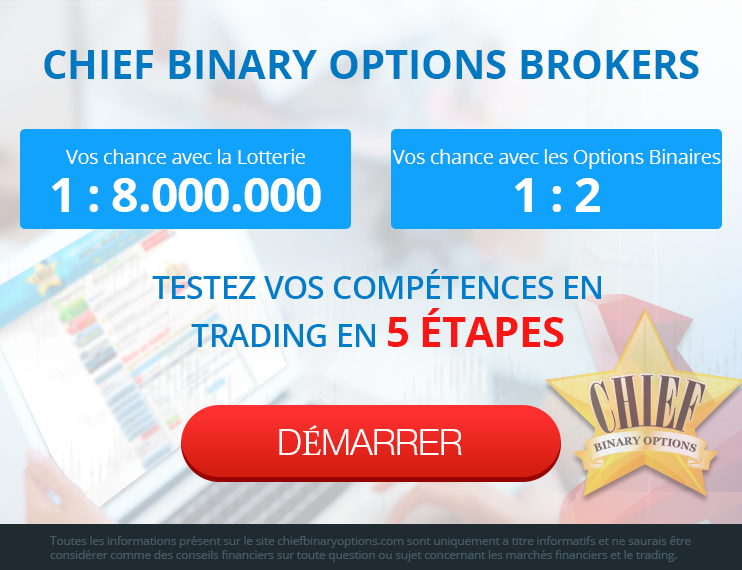 CHIEF BINARY OPTIONS BROKERS
Vos chance avec la Lotterie
1 : 8.000.000
Vos chance avec les Options Binaires
1 : 2
TESTEZ VOS COMPÉTENCES EN
TRADING EN 5 ÉTAPES
DÉMARRER
CHIEF
BINARY OPTIONS
Toutes les informations présent sur le site chiefbinaryoptions.com sont uniquement a titre informatifs et ne saurais être
considérer comme des conseils financiers sur toute question ou sujet concernant les marchés financiers et le trading.